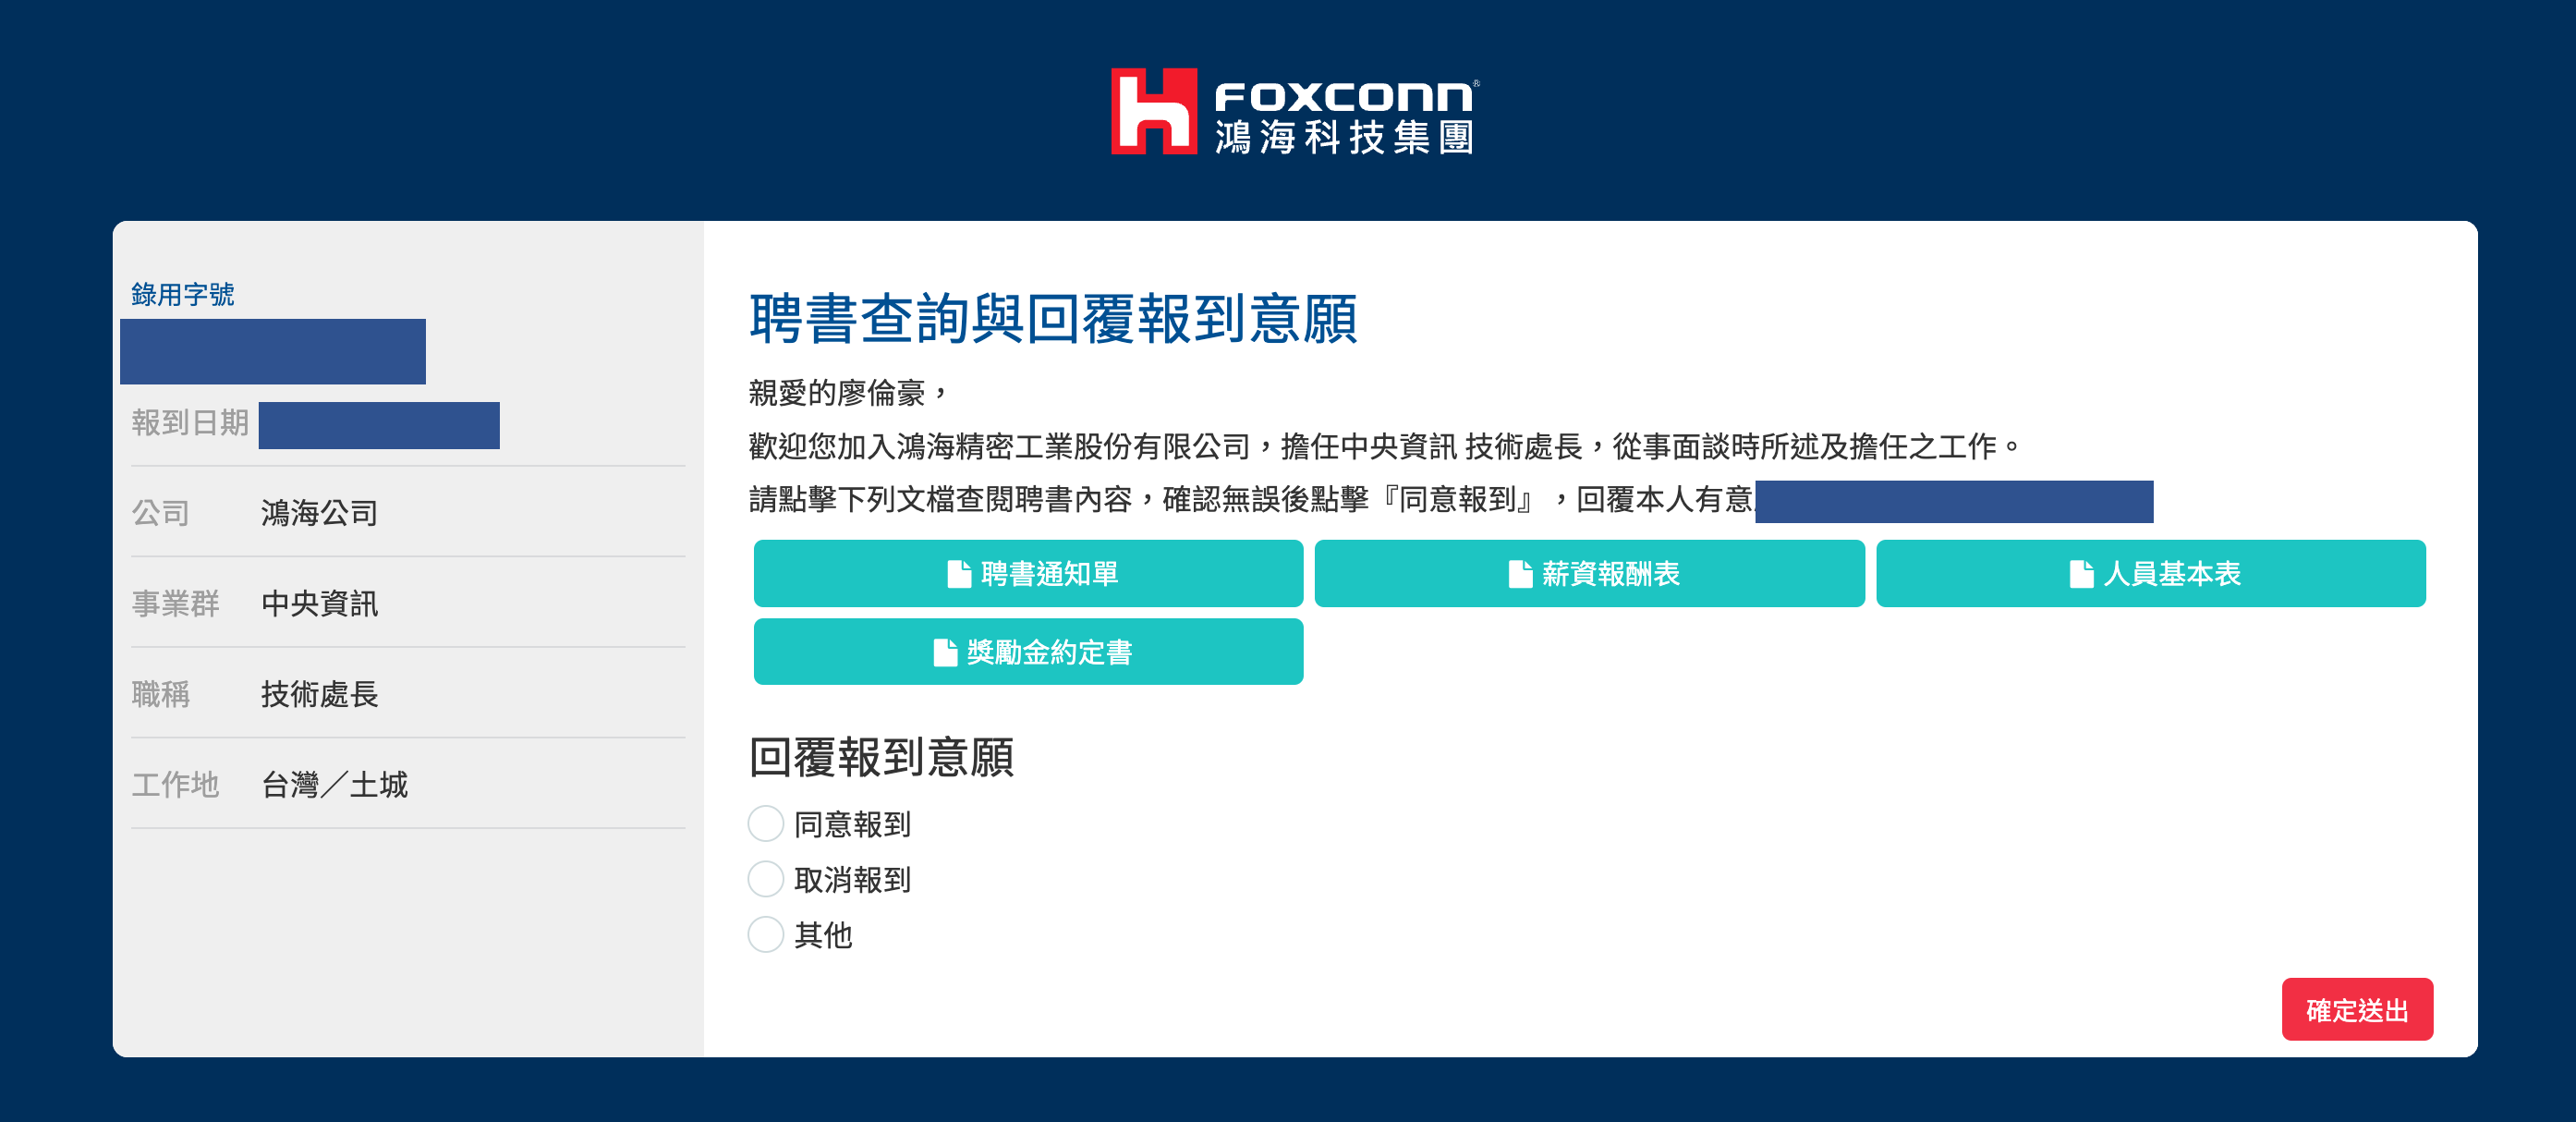 FOXCONN®
鴻海科技集團
錄用字號
報到日期
公司 鴻海公司
事業群 中央資訊
職稱 技術處長
工作地 台灣／土城
聘書查詢與回覆報到意願
親愛的廖倫豪，
歡迎您加入鴻海精密工業股份有限公司，擔任中央資訊 技術處長，從事面談時所述及擔任之工作。
請點擊下列文檔查閱聘書內容，確認無誤後點擊『同意報到』，回覆本人有意
聘書通知單 薪資報酬表 人員基本表
獎勵金約定書
回覆報到意願
同意報到
取消報到
其他
確定送出